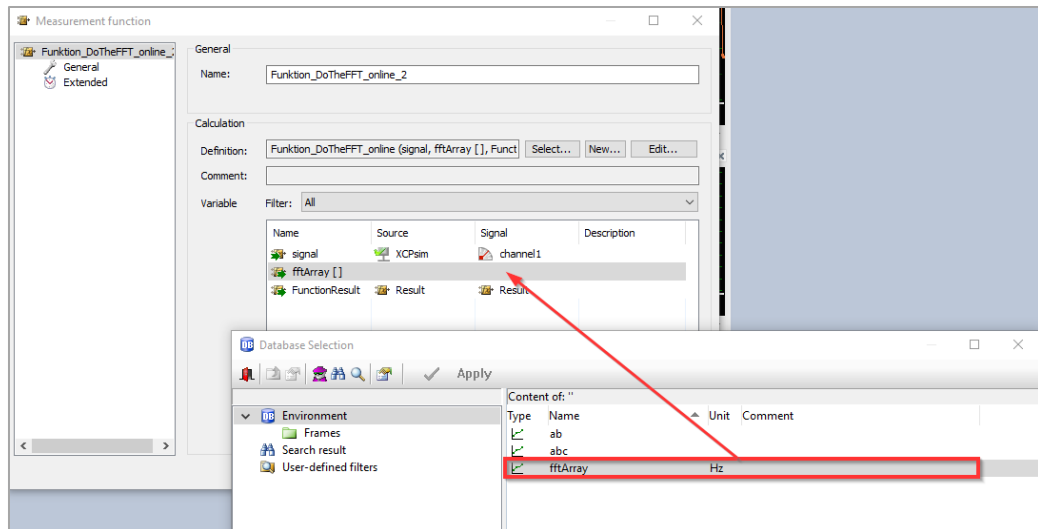 Measurement function
Funktion_DoTheFFT_online_2
General
Extended
General
Name:
Funktion_DoTheFFT_online_2
Calculation
Definition:
Funktion_DoTheFFT_online (signal, fftArray [], Funct
Select...
New...
Edit...
Comment:
Variable
Filter:
All
Name Source Signal Description
signal XCPsim channel1
fftArray []
FunctionResult Result Result
Database Selection
Apply
Content of: ''
Environment
Frames
Search result
User-defined filters
Type Name Unit Comment
ab
abc
fftArray Hz